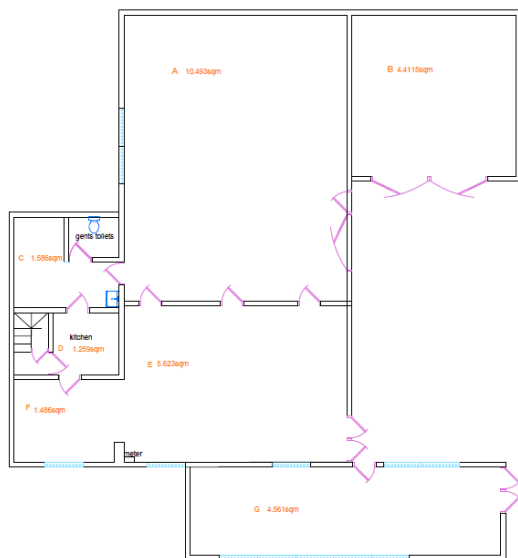 B 4.4115sqm
A 10.493sqm
gents toilets
C 1.586sqm
kitchen
D 1.259sqm
E 5.623sqm
F 1.486sqm
meter
G 4.561sqm